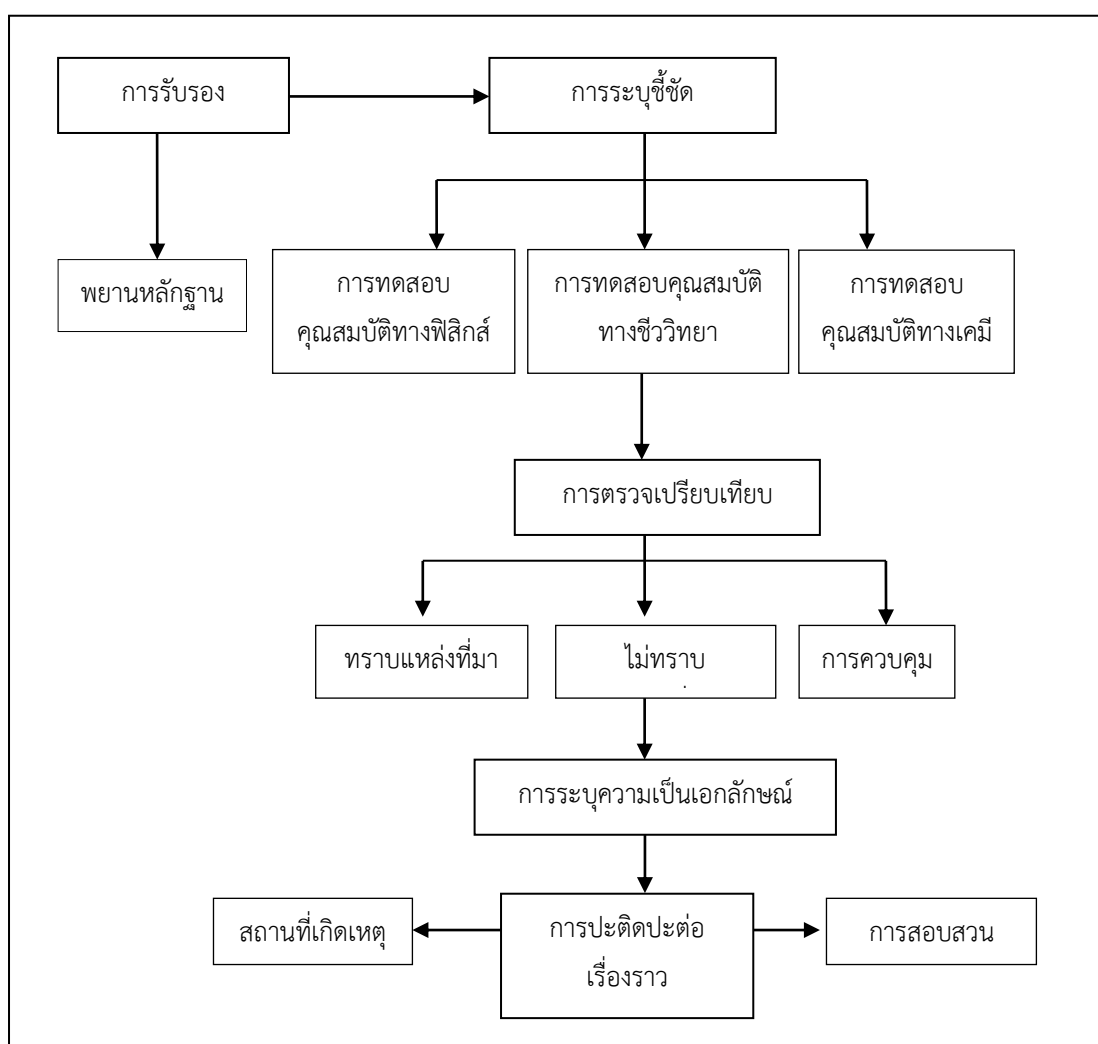 การรับรอง
การระบุชี้ชัด
พยานหลักฐาน
การทดสอบ
คุณสมบัติทางฟิสิกส์
การทดสอบคุณสมบัติ
ทางชีววิทยา
การทดสอบ
คุณสมบัติทางเคมี
การตรวจเปรียบเทียบ
ทราบแหล่งที่มา
ไม่ทราบ
การควบคุม
การระบุความเป็นเอกลักษณ์
สถานที่เกิดเหตุ
การปะติดปะต่อ
เรื่องราว
การสอบสวน